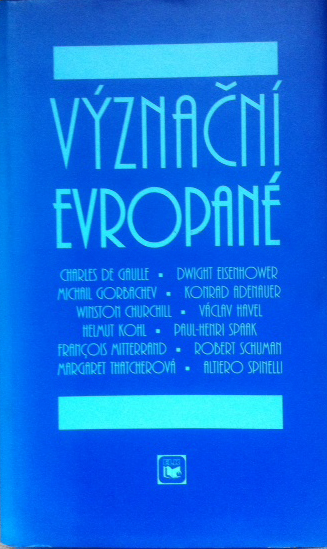 VÝZNAČNÍ
EVROPANÉ
CHARLES DE GAULLE ▪ DWIGHT EISENHOWER
MICHAIL GORBACHEV ▪ KONRAD ADENAUER
WINSTON CHURCHILL ▪ VÁCLAV HAVEL
HELMUT KOHL ▪ PAUL-HENRI SPAAK
FRANÇOIS MITTERRAND ▪ ROBERT SCHUMAN
MARGARET THATCHEROVÁ ▪ ALTIERO SPINELLI